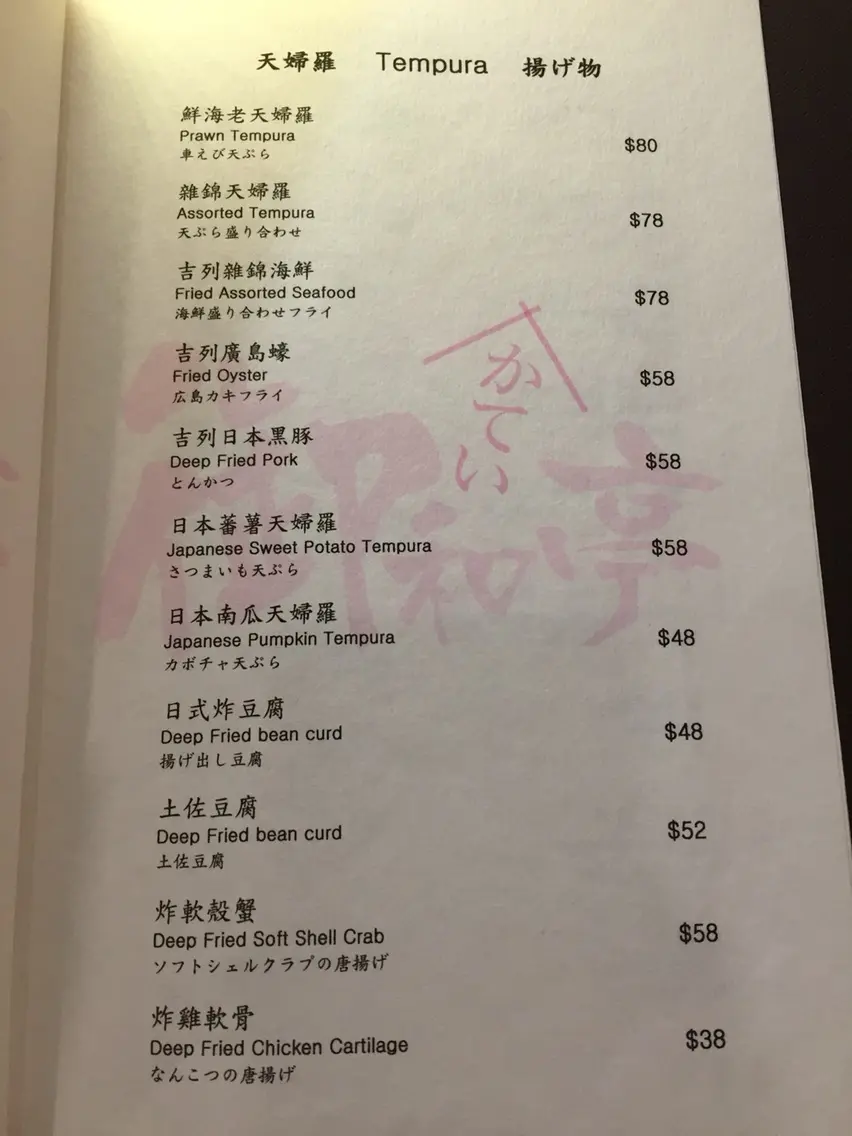 天婦羅 Tempura 揚げ物
鮮海老天婦羅
Prawn Tempura
$80
車えび天ぷら
雜錦天婦羅
Assorted Tempura
$78
天ぷら盛り合わせ
吉列雜錦海鮮
Fried Assorted Seafood
$78
海鮮盛り合わせフライ
吉列廣島蠔
Fried Oyster
$58
広島カキフライ
吉列日本黒豚
Deep Fried Pork
$58
とんかつ
日本蕃薯天婦羅
Japanese Sweet Potato Tempura
$58
さつまいも天ぷら
日本南瓜天婦羅
Japanese Pumpkin Tempura
$48
カボチャ天ぷら
日式炸豆腐
Deep Fried bean curd
$48
揚げ出し豆腐
土佐豆腐
Deep Fried bean curd
$52
土佐豆腐
炸軟殼蟹
Deep Fried Soft Shell Crab
$58
ソフトシェルクラブの唐揚げ
炸雞軟骨
Deep Fried Chicken Cartilage
$38
なんこつの唐揚げ
かてい
和亭